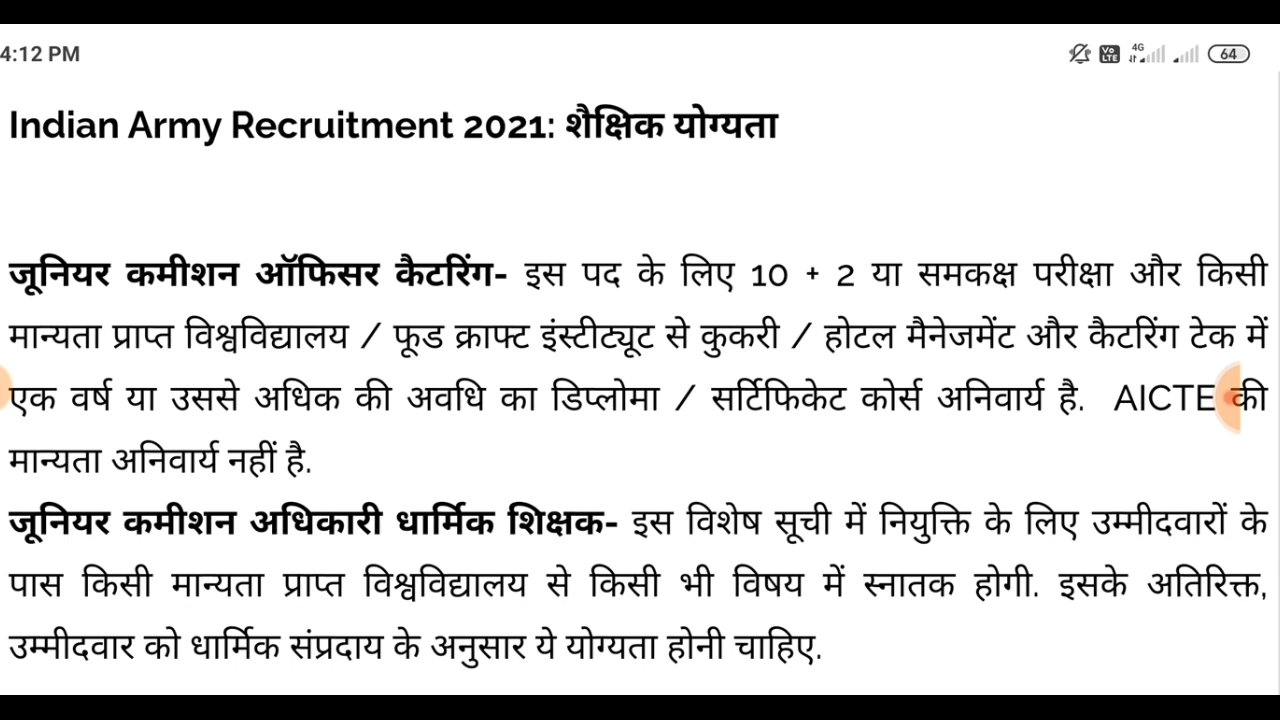 4:12 PM
Vo LTE 4G 64
Indian Army Recruitment 2021: शैक्षिक योग्यता
जूनियर कमीशन ऑफिसर कैटरिंग- इस पद के लिए 10 + 2 या समकक्ष परीक्षा और किसी
मान्यता प्राप्त विश्वविद्यालय / फूड क्राफ्ट इंस्टीट्यूट से कुकरी / होटल मैनेजमेंट और कैटरिंग टेक में
एक वर्ष या उससे अधिक की अवधि का डिप्लोमा / सर्टिफिकेट कोर्स अनिवार्य है. AICTE की
मान्यता अनिवार्य नहीं है.
जूनियर कमीशन अधिकारी धार्मिक शिक्षक- इस विशेष सूची में नियुक्ति के लिए उम्मीदवारों के
पास किसी मान्यता प्राप्त विश्वविद्यालय से किसी भी विषय में स्नातक होगी. इसके अतिरिक्त,
उम्मीदवार को धार्मिक संप्रदाय के अनुसार ये योग्यता होनी चाहिए.